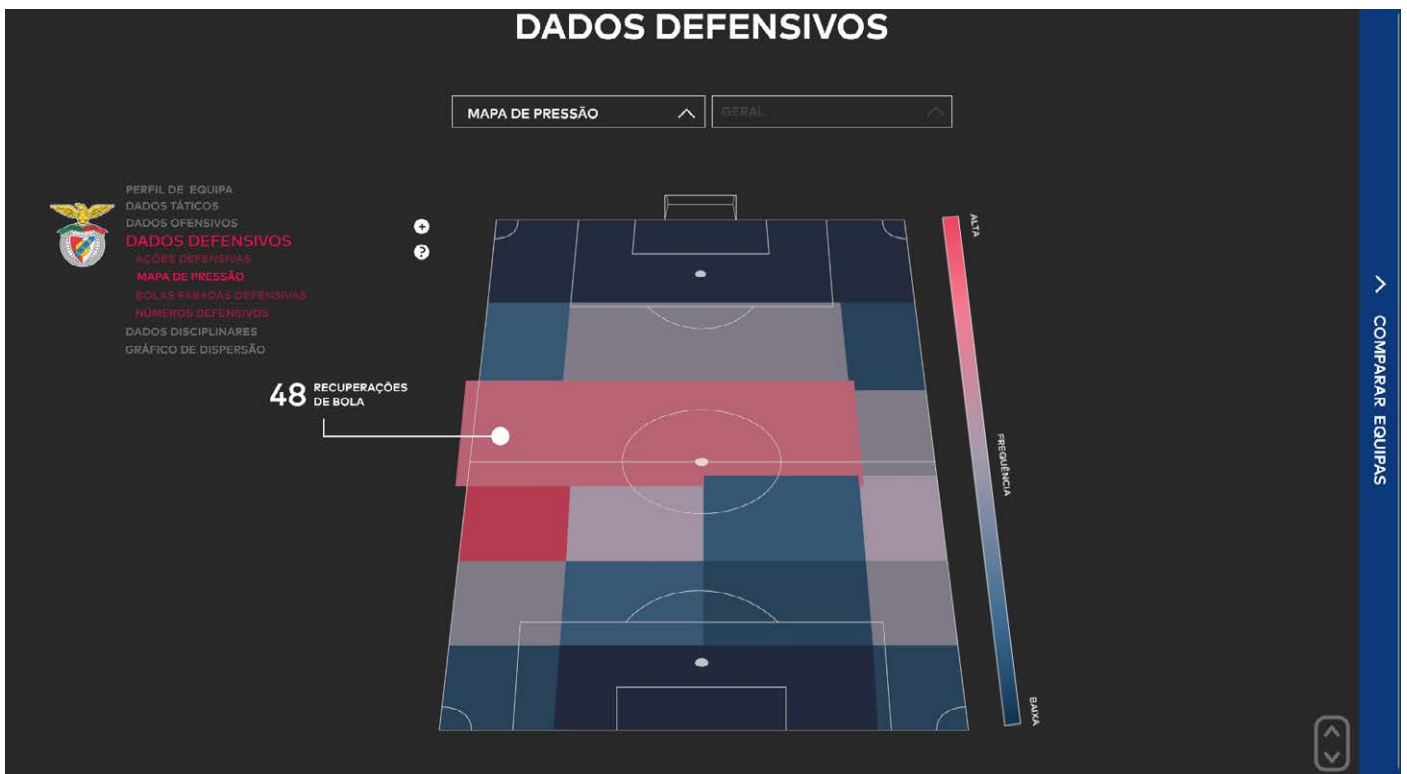 DADOS DEFENSIVOS
MAPA DE PRESSÃO
GERAL
PERFIL DE EQUIPA
DADOS TÁTICOS
DADOS OFENSIVOS
DADOS DEFENSIVOS
AÇÕES DEFENSIVAS
MAPA DE PRESSÃO
BOLAS PARADAS DEFENSIVAS
NÚMEROS DEFENSIVOS
DADOS DISCIPLINARES
GRÁFICO DE DISPERSÃO
+
?
48 RECUPERAÇÕES
DE BOLA
ALTA
FREQUÊNCIA
BAIXA
COMPARAR EQUIPAS